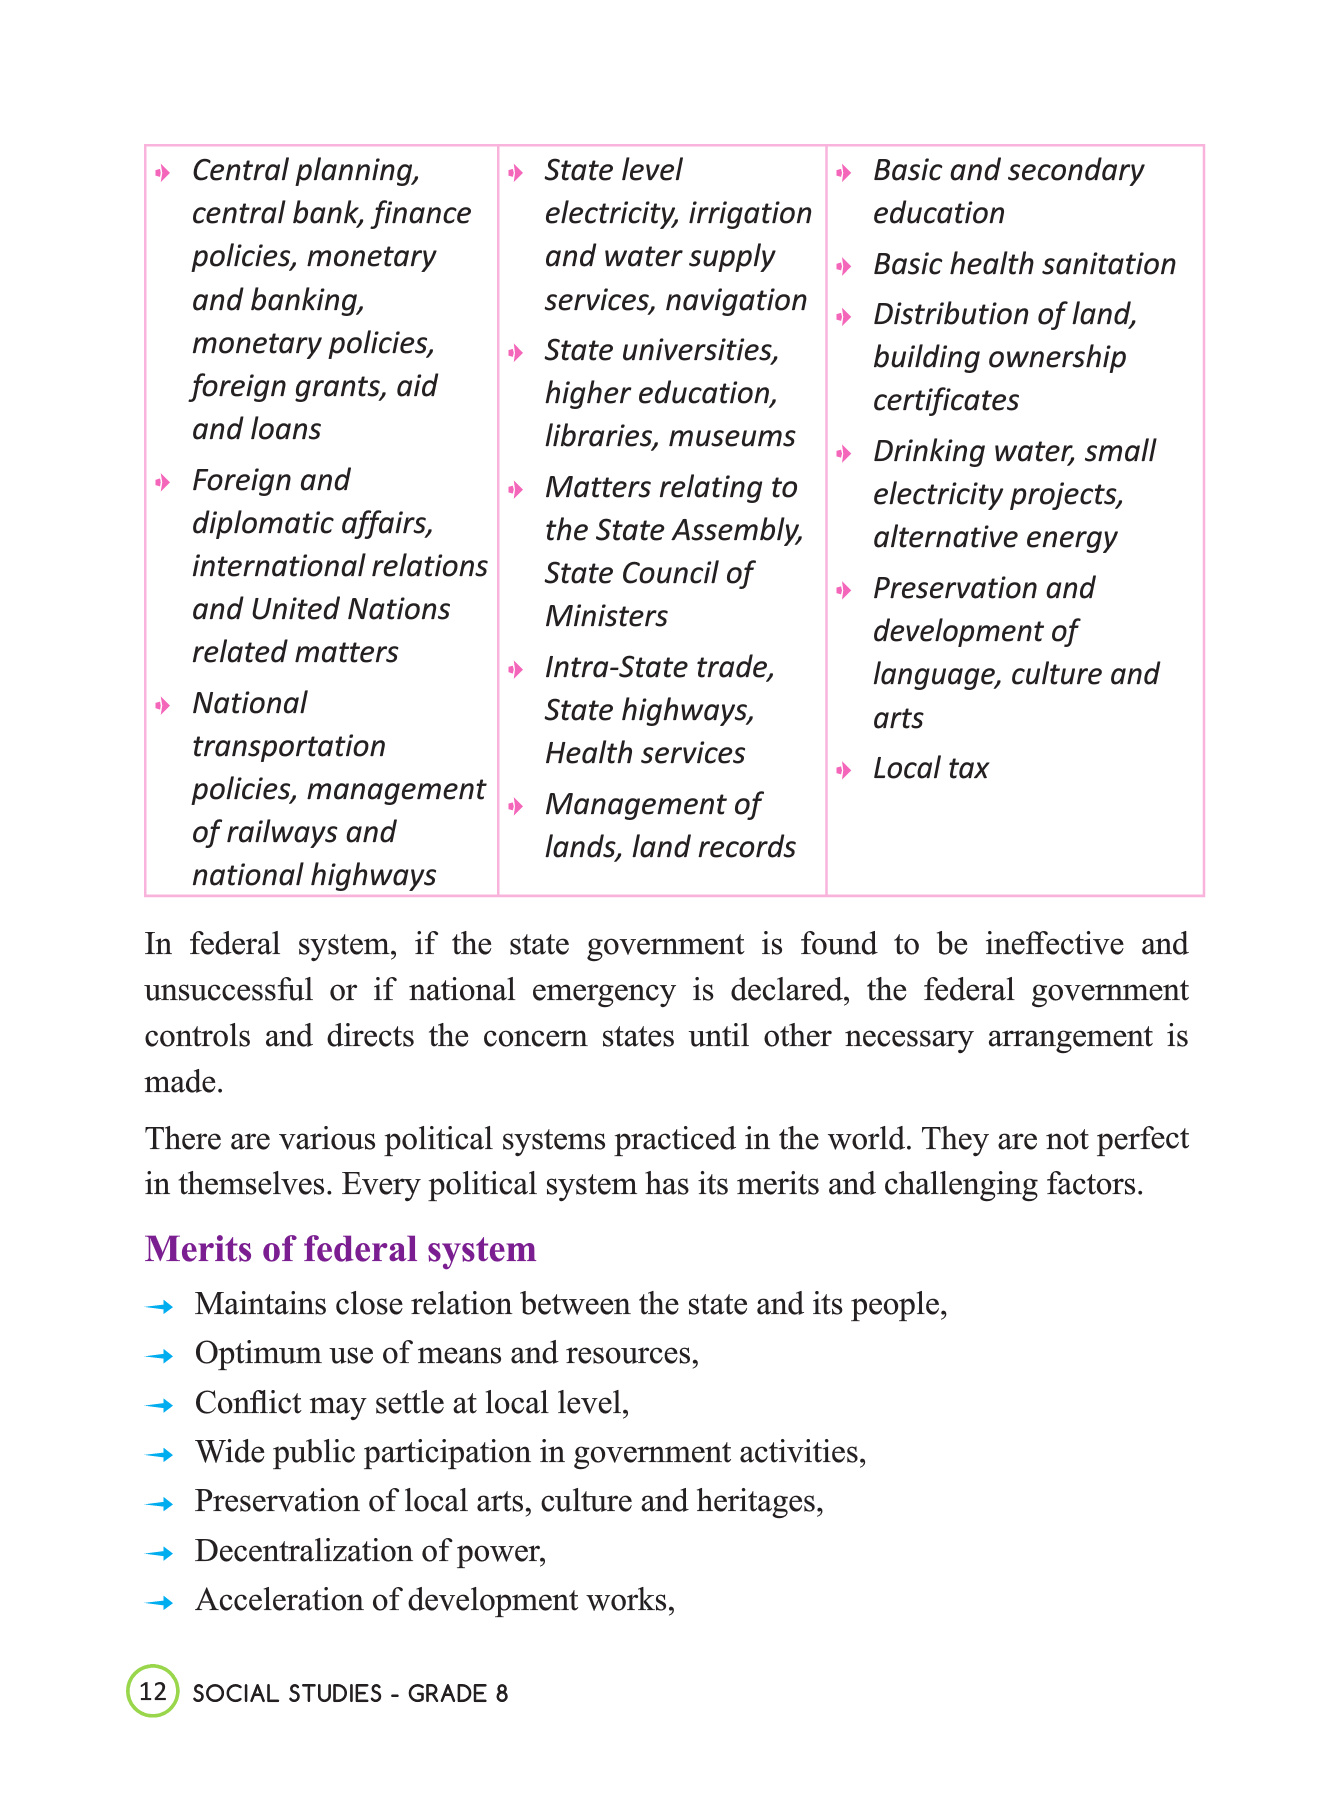 Central planning,
central bank, finance
policies, monetary
and banking,
monetary policies,
foreign grants, aid
and loans
Foreign and
diplomatic affairs,
international relations
and United Nations
related matters
National
transportation
policies, management
of railways and
national highways
State level
electricity, irrigation
and water supply
services, navigation
State universities,
higher education,
libraries, museums
Matters relating to
the State Assembly,
State Council of
Ministers
Intra-State trade,
State highways,
Health services
Management of
lands, land records
Basic and secondary
education
Basic health sanitation
Distribution of land,
building ownership
certificates
Drinking water, small
electricity projects,
alternative energy
Preservation and
development of
language, culture and
arts
Local tax
In federal system, if the state government is found to be ineffective and
unsuccessful or if national emergency is declared, the federal government
controls and directs the concern states until other necessary arrangement is
made.
There are various political systems practiced in the world. They are not perfect
in themselves. Every political system has its merits and challenging factors.
Merits of federal system
Maintains close relation between the state and its people,
Optimum use of means and resources,
Conflict may settle at local level,
Wide public participation in government activities,
Preservation of local arts, culture and heritages,
Decentralization of power,
Acceleration of development works,
12 SOCIAL STUDIES - GRADE 8